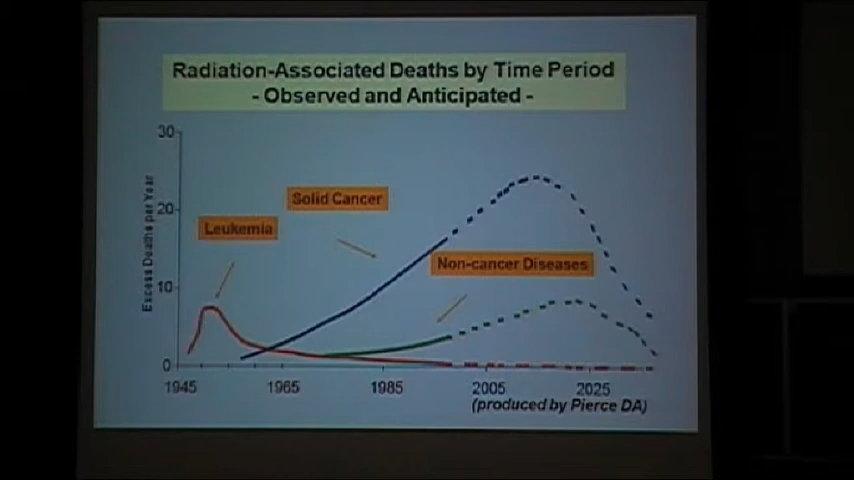 Radiation-Associated Deaths by Time Period
- Observed and Anticipated -
30
20
10
0
Excess Deaths per Year
Solid Cancer
Leukemia
Non-cancer Diseases
1945 1965 1985 2005 2025
(produced by Pierce DA)